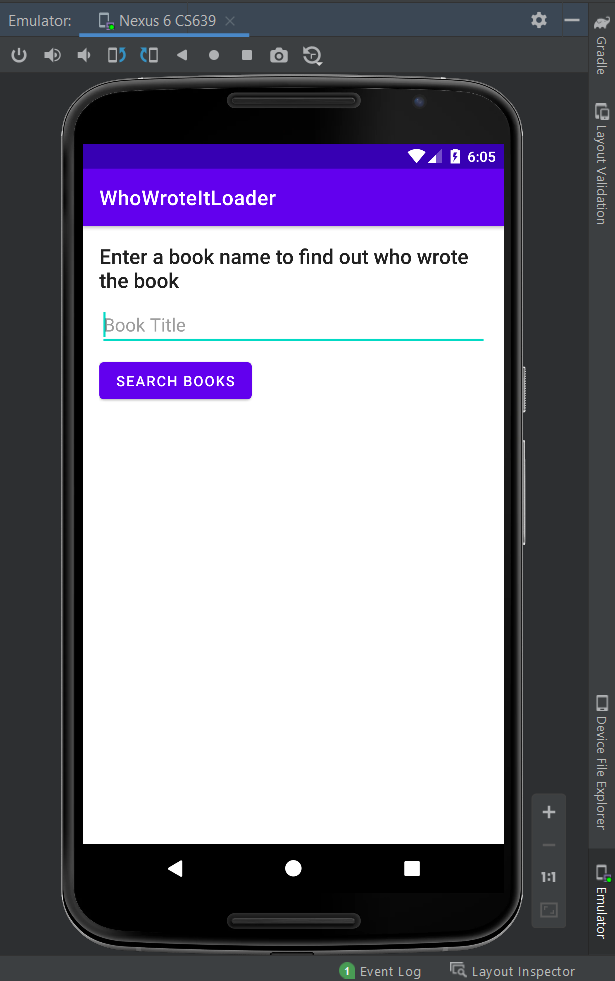 Emulator: Nexus 6 CS639
Gradle
Layout Validation
6:05
WhoWroteItLoader
Enter a book name to find out who wrote
the book
Book Title
SEARCH BOOKS
Device File Explorer
1:1
Emulator
1 Event Log Layout Inspector